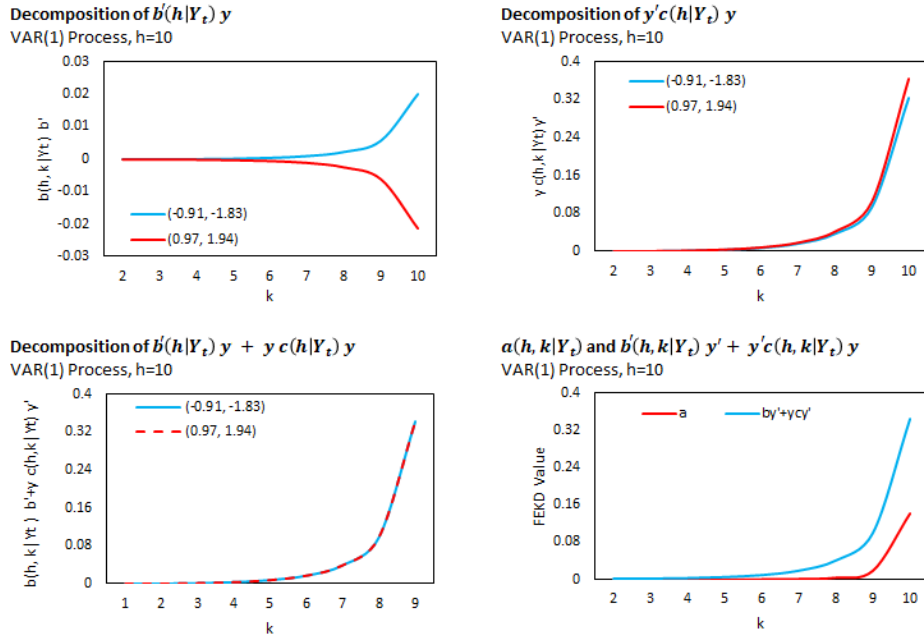 Decomposition of b′(h|Y_t) y
VAR(1) Process, h=10
0.03
0.02
0.01
0
-0.01
-0.02
-0.03
b(h, k|Yt ) b'
(-0.91, -1.83)
(0.97, 1.94)
2 3 4 5 6 7 8 9 10
k
Decomposition of y′c(h|Y_t) y
VAR(1) Process, h=10
0.4
0.32
0.24
0.16
0.08
0
y c(h,k|Yt) y'
(-0.91, -1.83)
(0.97, 1.94)
2 3 4 5 6 7 8 9 10
k
Decomposition of b′(h|Y_t) y + y c(h|Y_t) y
VAR(1) Process, h=10
0.4
0.32
0.24
0.16
0.08
0
b(h, k|Yt ) b'+y c(h,k|Yt) y'
(-0.91, -1.83)
(0.97, 1.94)
1 2 3 4 5 6 7 8 9
k
a(h, k|Y_t) and b′(h, k|Y_t) y′ + y′c(h, k|Y_t) y
VAR(1) Process, h=10
0.4
0.32
0.24
0.16
0.08
0
FEKD Value
a
by'+ycy'
2 3 4 5 6 7 8 9 10
k